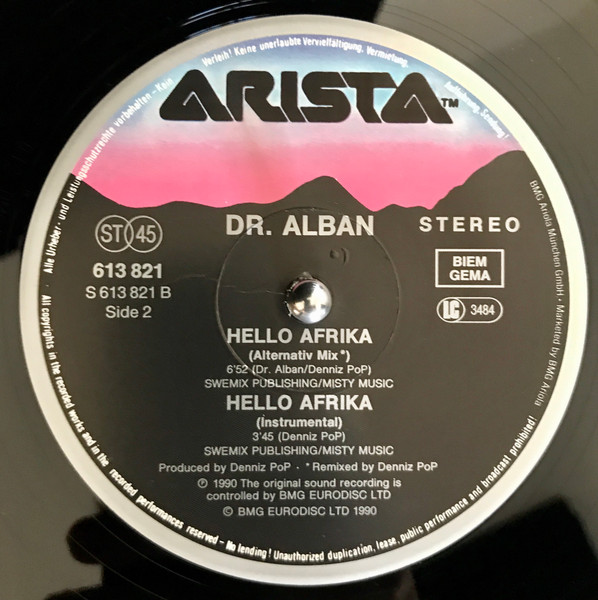 Alle Urheber- und Leistungsschutzrechte vorbehalten - Kein Verleih! Keine unerlaubte Vervielfältigung, Vermietung, Aufführung, Sendung!
ARISTA™
DR. ALBAN
STEREO
ST 45
613 821
S 613 821 B
Side 2
BIEM
GEMA
LC 3484
HELLO AFRIKA
(Alternativ Mix*)
6'52 (Dr. Alban/Denniz PoP)
SWEMIX PUBLISHING/MISTY MUSIC
HELLO AFRIKA
(Instrumental)
3'45 (Denniz PoP)
SWEMIX PUBLISHING/MISTY MUSIC
Produced by Denniz PoP · *Remixed by Denniz PoP
℗ 1990 The original sound recording is
controlled by BMG EURODISC LTD
© BMG EURODISC LTD 1990
BMG Ariola München GmbH • Marketed by BMG Ariola
All copyrights in the recorded works and in the recorded performances reserved - No lending! Unauthorized duplication, lease, public performance and broadcast prohibited!